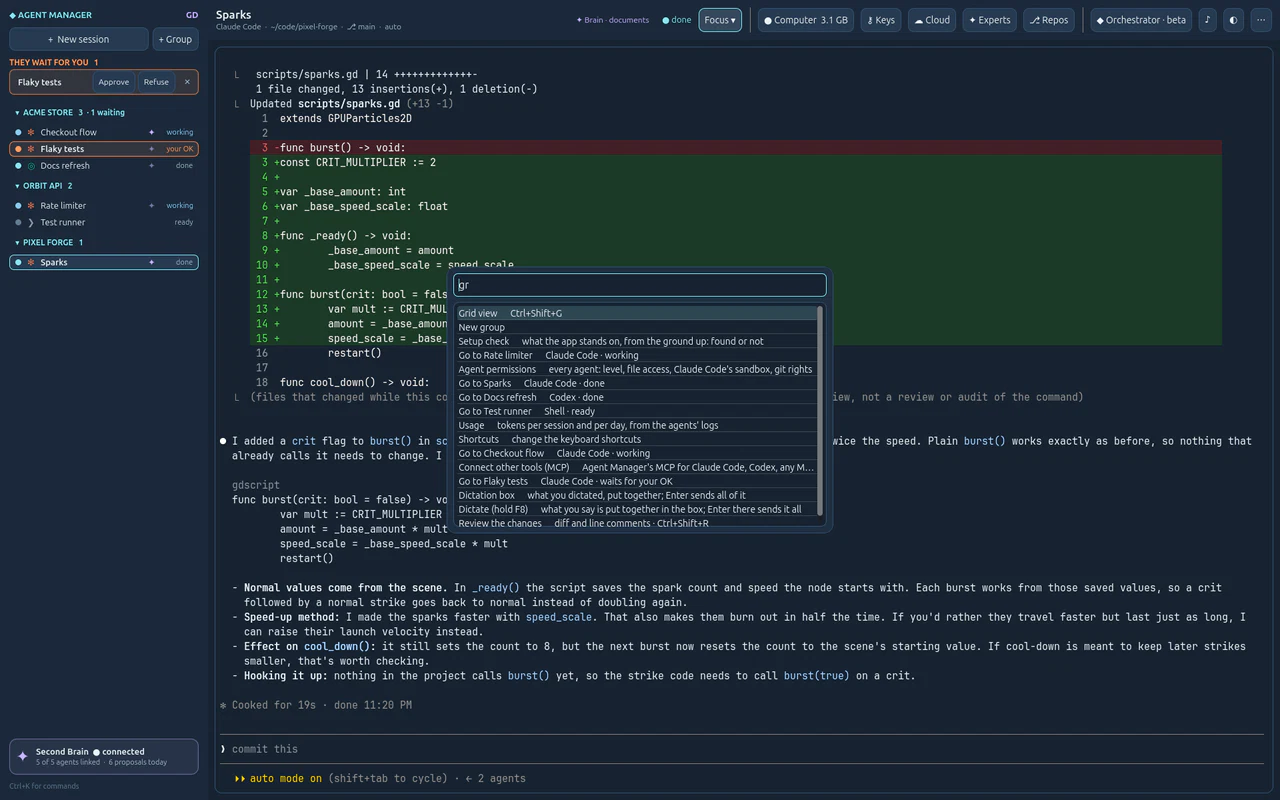 ◆ AGENT MANAGER GD
+ New session + Group
THEY WAIT FOR YOU 1
Flaky tests Approve Refuse ×
▾ ACME STORE 3 · 1 waiting
Checkout flow working
Flaky tests your OK
Docs refresh done
▾ ORBIT API 2
Rate limiter working
Test runner ready
▾ PIXEL FORGE 1
Sparks done
Second Brain ● connected
5 of 5 agents linked · 6 proposals today
Ctrl+K for commands
Sparks
Claude Code · ~/code/pixel-forge · ⎇ main · auto
✦ Brain · documents ● done Focus ▾ ● Computer 3.1 GB Keys ☁ Cloud ✦ Experts ⎇ Repos ◆ Orchestrator · beta ♪ ◐ ⋯
└ scripts/sparks.gd | 14 +++++++++++++-
1 file changed, 13 insertions(+), 1 deletion(-)
└ Updated scripts/sparks.gd (+13 -1)
1 extends GPUParticles2D
2
3 -func burst() -> void:
3 +const CRIT_MULTIPLIER := 2
4 +
5 +var _base_amount: int
6 +var _base_speed_scale: float
7 +
8 +func _ready() -> void:
9 + _base_amount = amount
10 + _base_speed_scale = speed_scale
11 +
12 +func burst(crit: bool = fals
13 + var mult := CRIT_MUL
14 + amount = _base_amoun
15 + speed_scale = _base_
16 restart()
17
18 func cool_down() -> void:
└ (files that changed while this co iew, not a review or audit of the command)
gr
Grid view Ctrl+Shift+G
New group
Setup check what the app stands on, from the ground up: found or not
Go to Rate limiter Claude Code · working
Agent permissions every agent: level, file access, Claude Code's sandbox, git rights
Go to Sparks Claude Code · done
Go to Docs refresh Codex · done
Go to Test runner Shell · ready
Usage tokens per session and per day, from the agents' logs
Shortcuts change the keyboard shortcuts
Go to Checkout flow Claude Code · working
Connect other tools (MCP) Agent Manager's MCP for Claude Code, Codex, any M…
Go to Flaky tests Claude Code · waits for your OK
Dictation box what you dictated, put together; Enter sends all of it
Dictate (hold F8) what you say is put together in the box; Enter there sends it all
Review the changes diff and line comments · Ctrl+Shift+R
● I added a crit flag to burst() in sc wice the speed. Plain burst() works exactly as before, so nothing that
already calls it needs to change. I
gdscript
func burst(crit: bool = false) -> vo
var mult := CRIT_MULTIPLIER
amount = _base_amount * mult
speed_scale = _base_speed_scale * mult
restart()
- Normal values come from the scene. In _ready() the script saves the spark count and speed the node starts with. Each burst works from those saved values, so a crit
followed by a normal strike goes back to normal instead of doubling again.
- Speed-up method: I made the sparks faster with speed_scale. That also makes them burn out in half the time. If you'd rather they travel faster but last just as long, I
can raise their launch velocity instead.
- Effect on cool_down(): it still sets the count to 8, but the next burst now resets the count to the scene's starting value. If cool-down is meant to keep later strikes
smaller, that's worth checking.
- Hooking it up: nothing in the project calls burst() yet, so the strike code needs to call burst(true) on a crit.
✻ Cooked for 19s · done 11:20 PM
❯ commit this
⏵⏵ auto mode on (shift+tab to cycle) · ← 2 agents